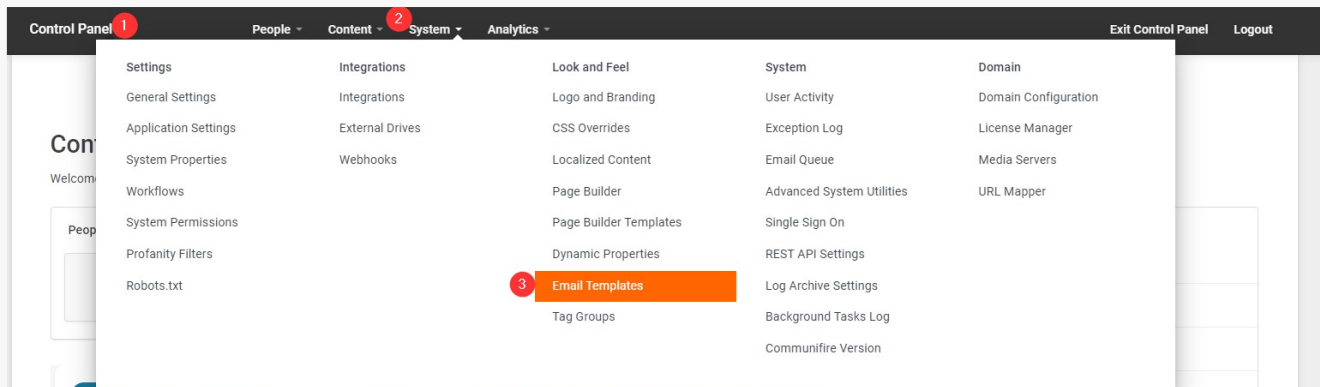 Control Panel 1 People Content 2 System Analytics Exit Control Panel Logout
Settings
General Settings
Application Settings
System Properties
Workflows
System Permissions
Profanity Filters
Robots.txt
Integrations
Integrations
External Drives
Webhooks
Look and Feel
Logo and Branding
CSS Overrides
Localized Content
Page Builder
Page Builder Templates
Dynamic Properties
3 Email Templates
Tag Groups
System
User Activity
Exception Log
Email Queue
Advanced System Utilities
Single Sign On
REST API Settings
Log Archive Settings
Background Tasks Log
Communifire Version
Domain
Domain Configuration
License Manager
Media Servers
URL Mapper